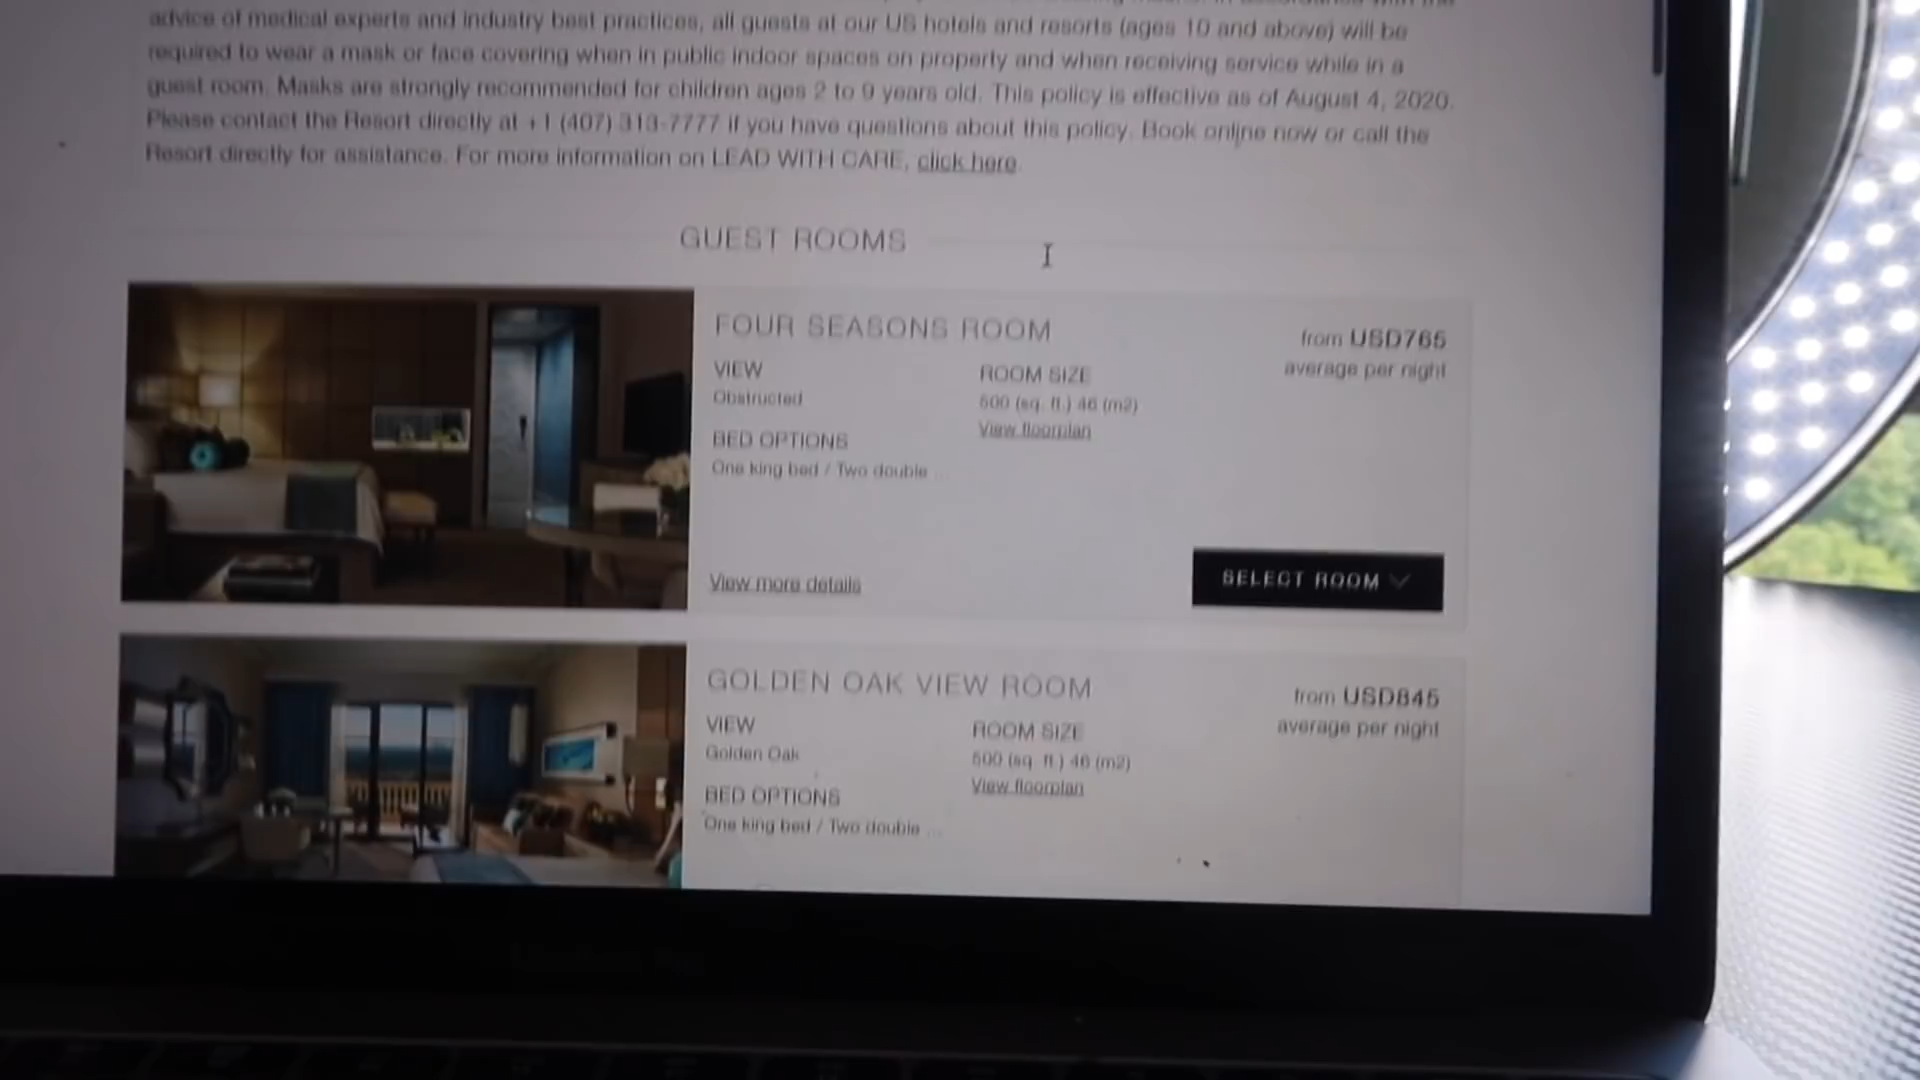 advice of medical experts and industry best practices, all guests at our US hotels and resorts (ages 10 and above) will be
required to wear a mask or face covering when in public indoor spaces on property and when receiving service while in a
guest room. Masks are strongly recommended for children ages 2 to 9 years old. This policy is effective as of August 4, 2020.
Please contact the Resort directly at +1 (407) 313-7777 if you have questions about this policy. Book online now or call the
Resort directly for assistance. For more information on LEAD WITH CARE, click here.
GUEST ROOMS
FOUR SEASONS ROOM
from USD765
average per night
VIEW
Obstructed
ROOM SIZE
500 (sq. ft.) 46 (m2)
View floorplan
BED OPTIONS
One king bed / Two double ...
View more details
SELECT ROOM
GOLDEN OAK VIEW ROOM
from USD845
average per night
VIEW
Golden Oak
ROOM SIZE
500 (sq. ft.) 46 (m2)
View floorplan
BED OPTIONS
One king bed / Two double ...